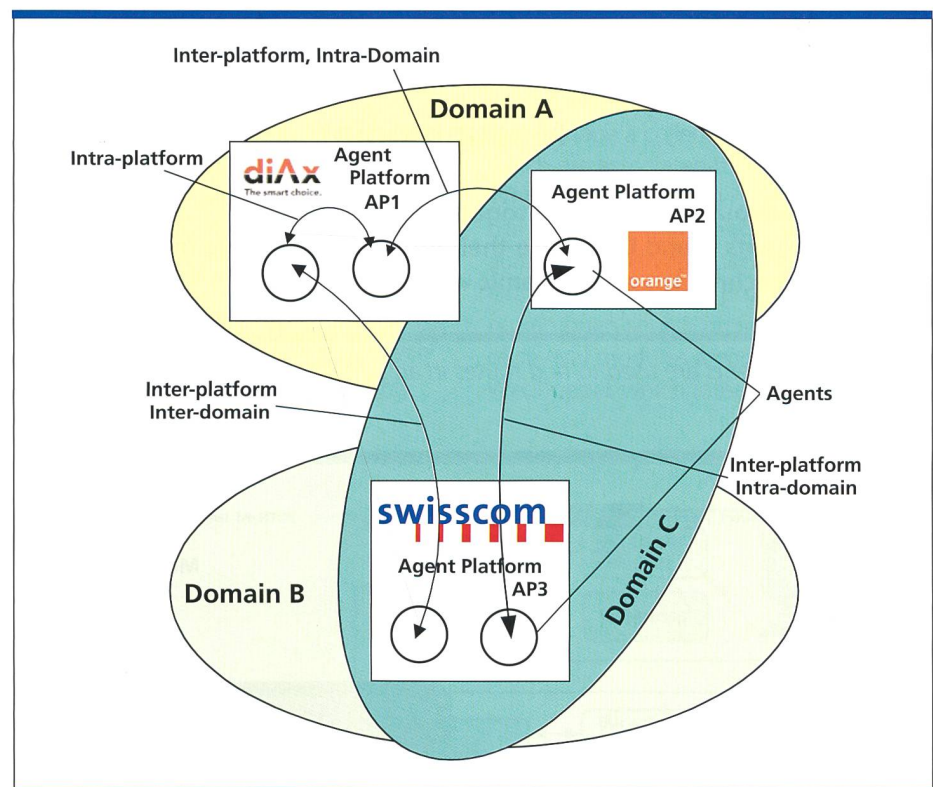 Inter-platform, Intra-Domain
Domain A
Intra-platform
diAx
The smart choice.
Agent
Platform
AP1
Agent Platform
AP2
orange™
Inter-platform
Inter-domain
Agents
Inter-platform
Intra-domain
swisscom
Agent Platform
AP3
Domain B
Domain C